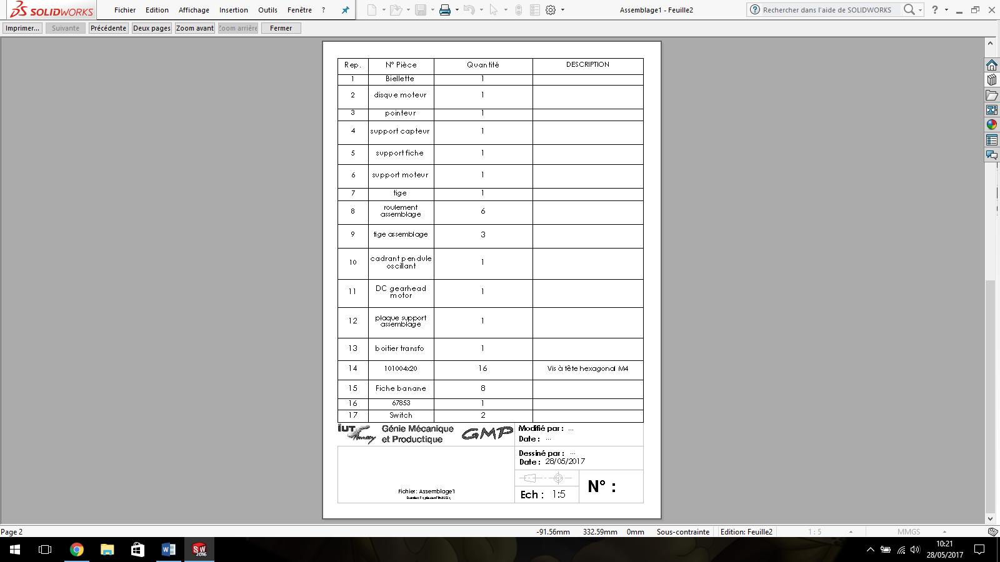 SOLIDWORKS Fichier Edition Affichage Insertion Outils Fenêtre ? Assemblage1 - Feuille2 Rechercher dans l'aide de SOLIDWORKS ?
Imprimer... Suivante Précédente Deux pages Zoom avant Zoom arrière Fermer
Rep. N° Pièce Quantité DESCRIPTION
1 Biellette 1
2 disque moteur 1
3 pointeur 1
4 support capteur 1
5 support fiche 1
6 support moteur 1
7 tige 1
8 roulement assemblage 6
9 tige assemblage 3
10 cadrant pendule oscillant 1
11 DC gearhead motor 1
12 plaque support assemblage 1
13 boitier transfo 1
14 101004x20 16 Vis à tête hexagonal M4
15 Fiche banane 8
16 67853 1
17 Switch 2
IUT Annecy Génie Mécanique et Productique GMP
Modifié par : ...
Date : ...
Dessiné par : ...
Date : 28/05/2017
Fichier : Assemblage1
Ech : 1:5
N° :
Page 2 -91.56mm 332.59mm 0mm Sous-contrainte Edition: Feuille2 1 : 5 MMGS
SW 2016
10:21
28/05/2017